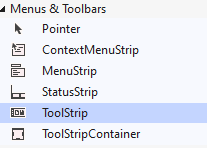 Menus & Toolbars
Pointer
ContextMenuStrip
MenuStrip
StatusStrip
ToolStrip
ToolStripContainer